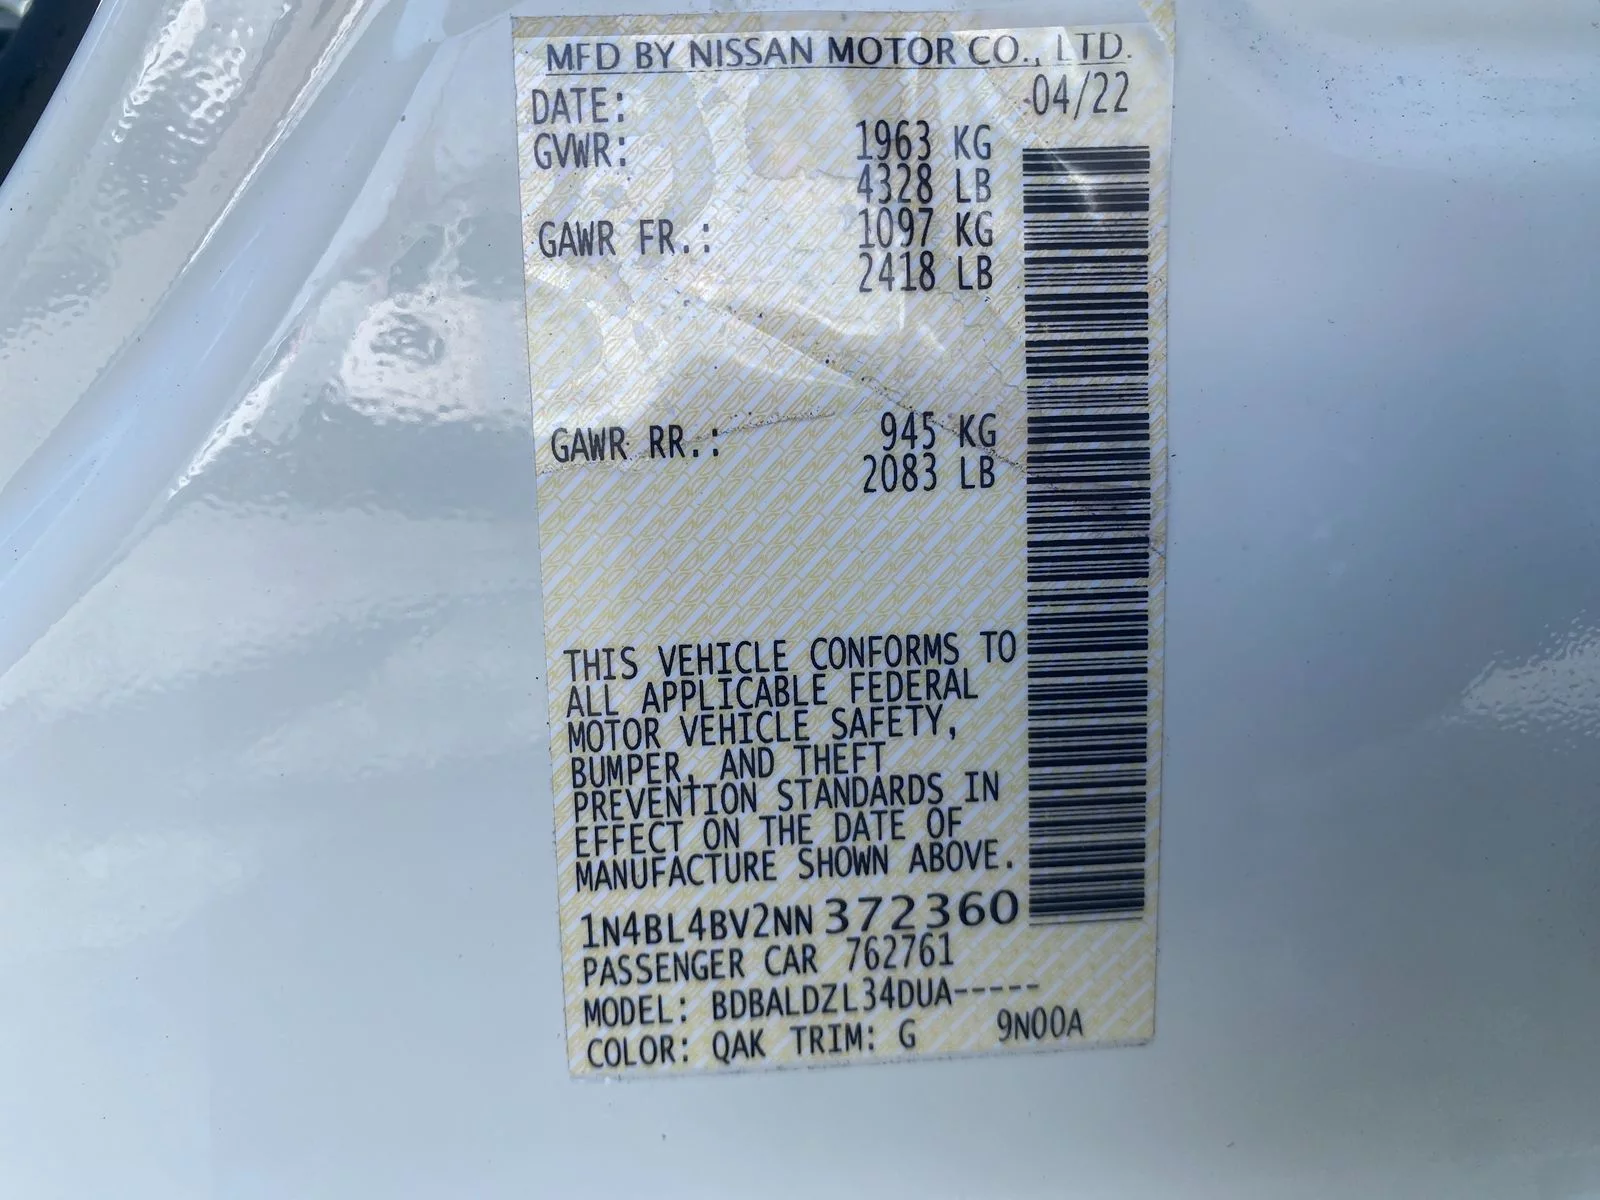 MFD BY NISSAN MOTOR CO., LTD.
DATE: 04/22
GVWR: 1963 KG
4328 LB
GAWR FR.: 1097 KG
2418 LB
GAWR RR.: 945 KG
2083 LB
THIS VEHICLE CONFORMS TO
ALL APPLICABLE FEDERAL
MOTOR VEHICLE SAFETY,
BUMPER, AND THEFT
PREVENTION STANDARDS IN
EFFECT ON THE DATE OF
MANUFACTURE SHOWN ABOVE.
1N4BL4BV2NN372360
PASSENGER CAR 762761
MODEL: BDBALDZL34DUA-----
COLOR: QAK TRIM: G 9N00A